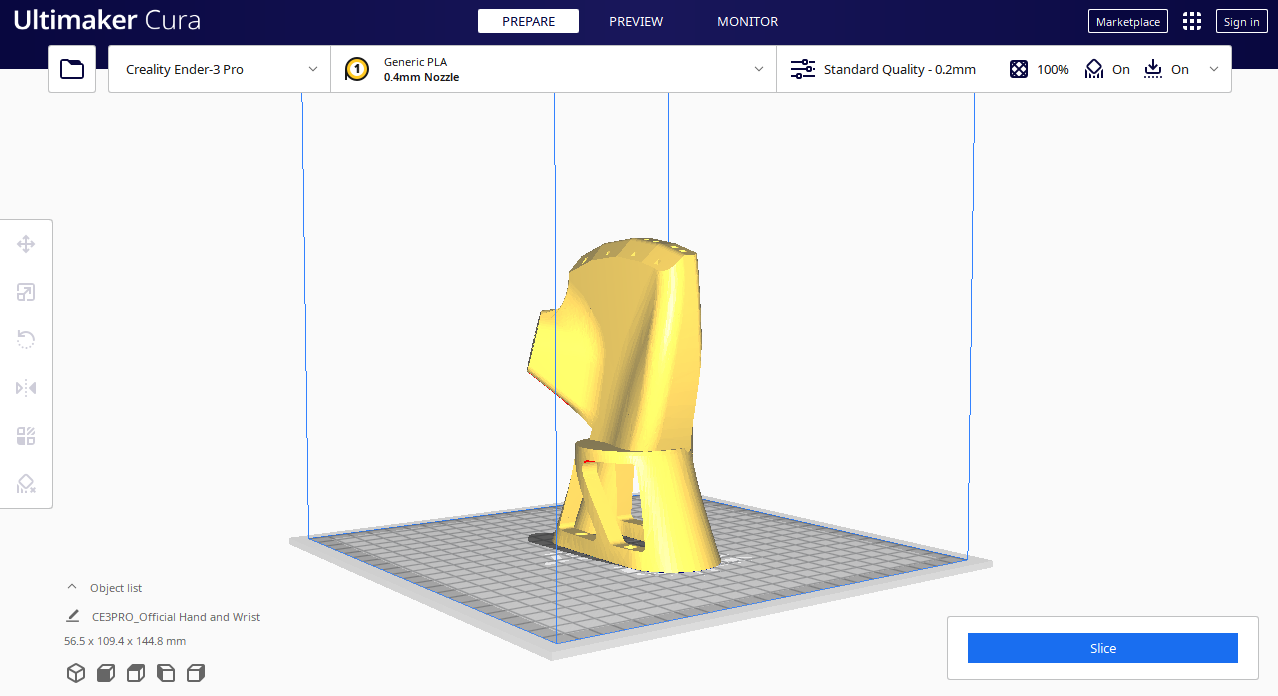 Ultimaker Cura
PREPARE
PREVIEW
MONITOR
Marketplace
Sign in
Creality Ender-3 Pro
1
Generic PLA
0.4mm Nozzle
Standard Quality - 0.2mm
100%
On
On
Object list
CE3PRO_Official Hand and Wrist
56.5 x 109.4 x 144.8 mm
Slice